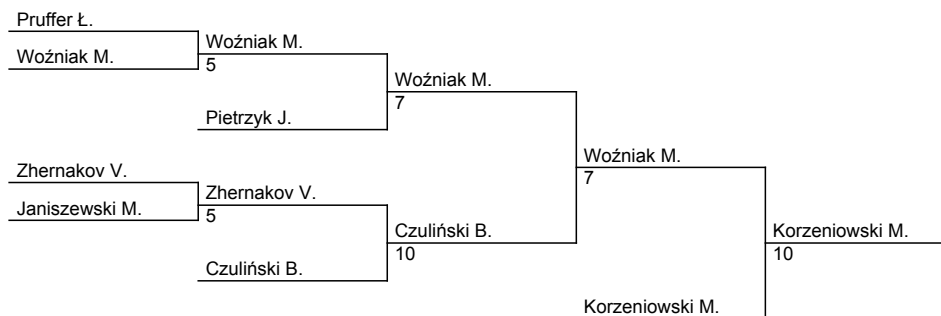 Pruffer Ł.
Woźniak M.
Woźniak M.
5
Woźniak M.
7
Pietrzyk J.
Woźniak M.
7
Zhernakov V.
Zhernakov V.
Janiszewski M.
5
Czuliński B.
10
Korzeniowski M.
10
Czuliński B.
Korzeniowski M.